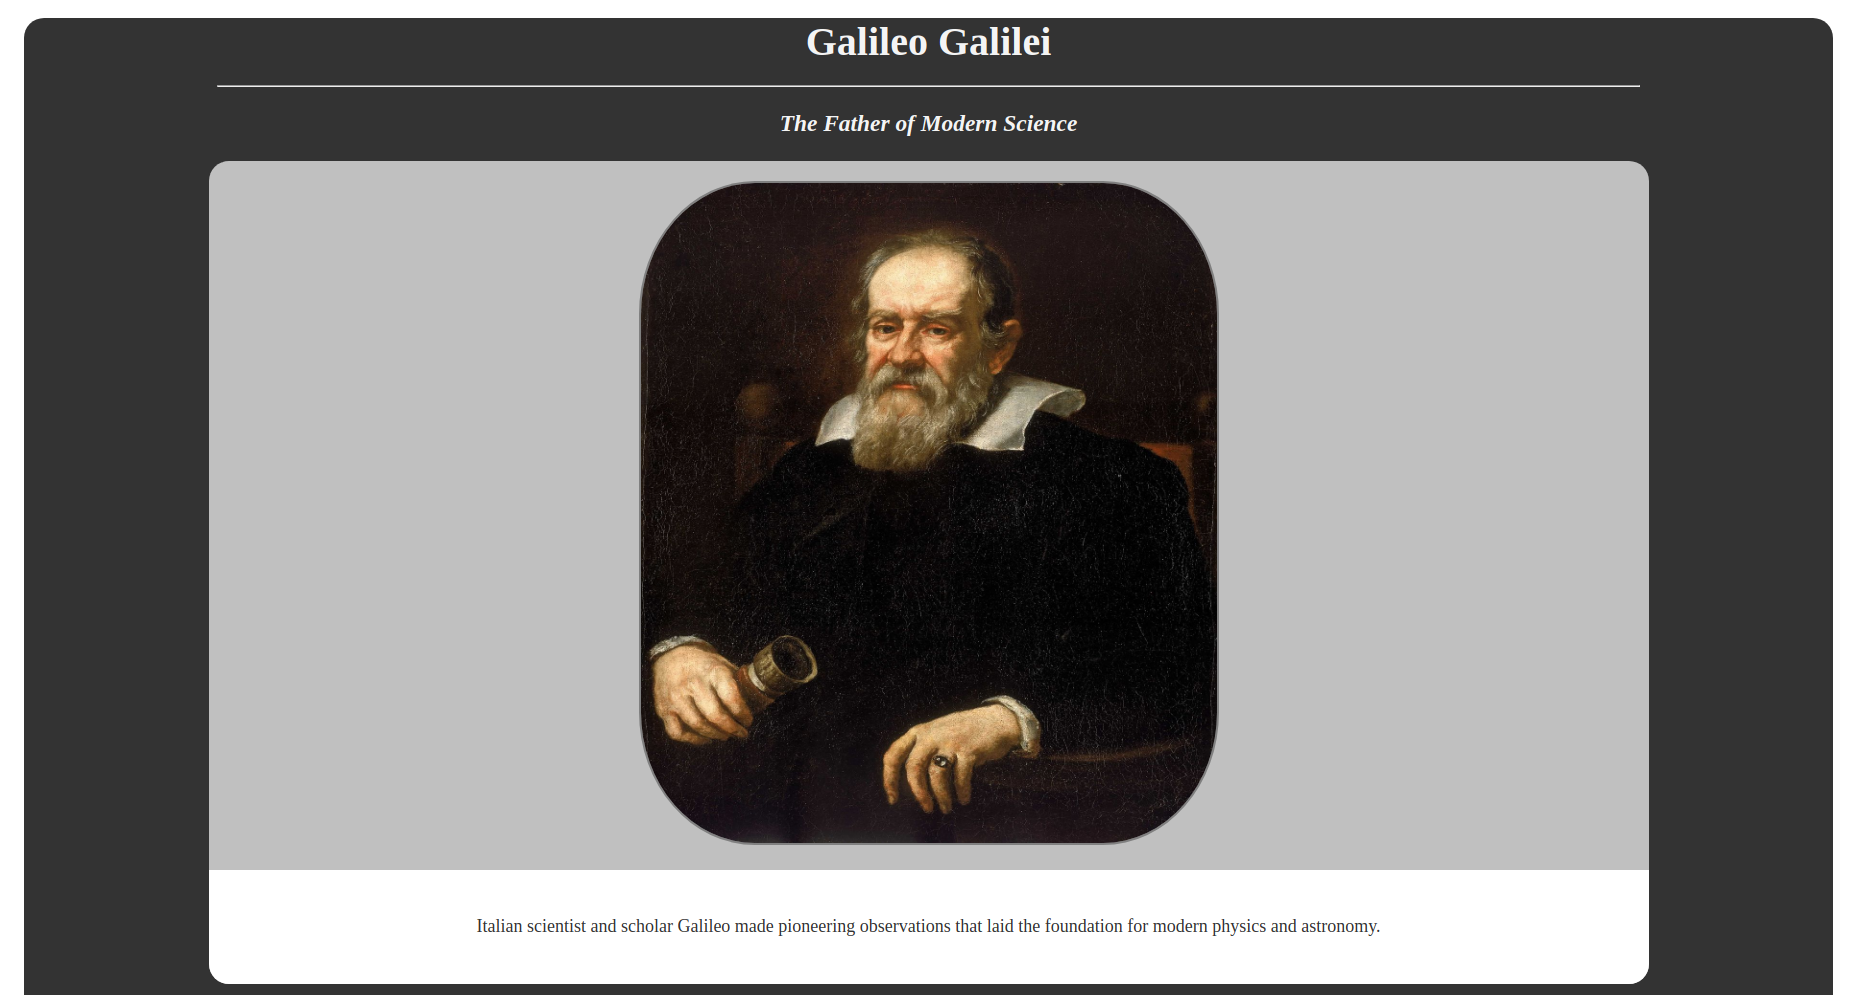 Galileo Galilei
The Father of Modern Science
Italian scientist and scholar Galileo made pioneering observations that laid the foundation for modern physics and astronomy.